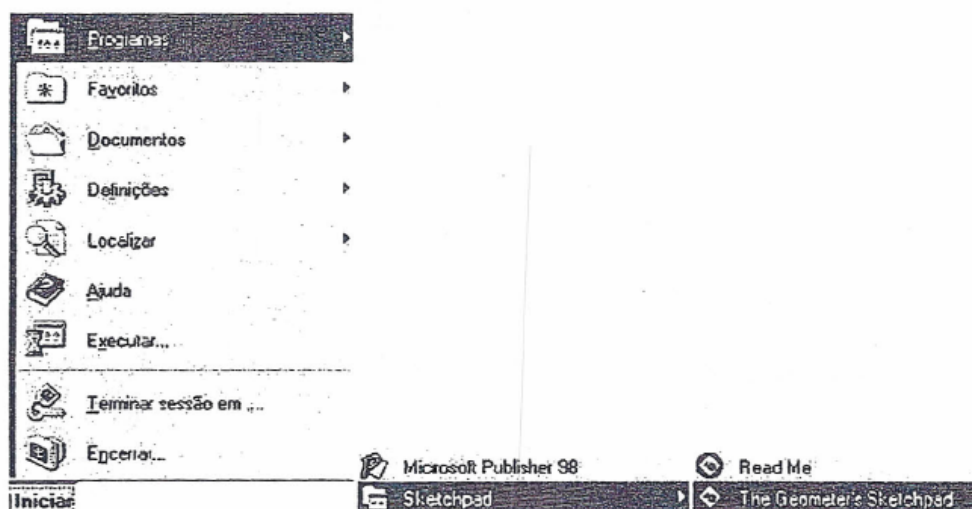 Programas
Favoritos
Documentos
Definições
Localizar
Ajuda
Executar...
Terminar sessão em ...
Encerrar...
Iniciar
Microsoft Publisher 98
Sketchpad
Read Me
The Geometer's Sketchpad